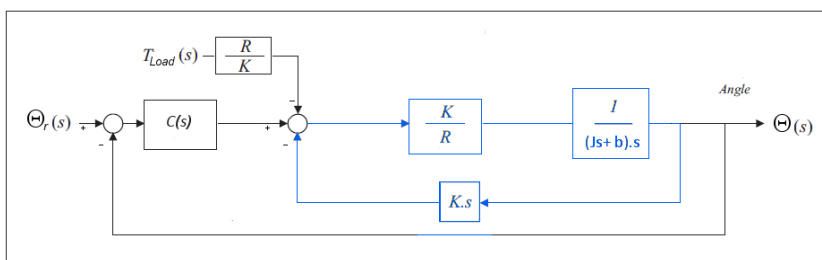 T_Load (s)
R
K
Angle
Θ_r (s)
+
−
C(s)
+
−
−
K
R
1
(Js+ b).s
Θ (s)
K.s